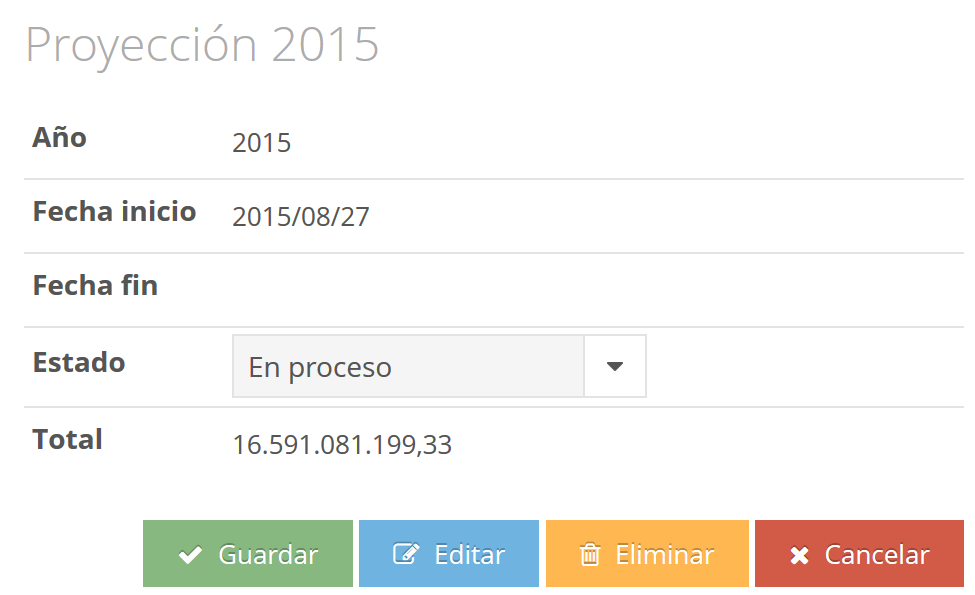 Proyección 2015
Año 2015
Fecha inicio 2015/08/27
Fecha fin
Estado En proceso
Total 16.591.081.199,33
Guardar Editar Eliminar Cancelar